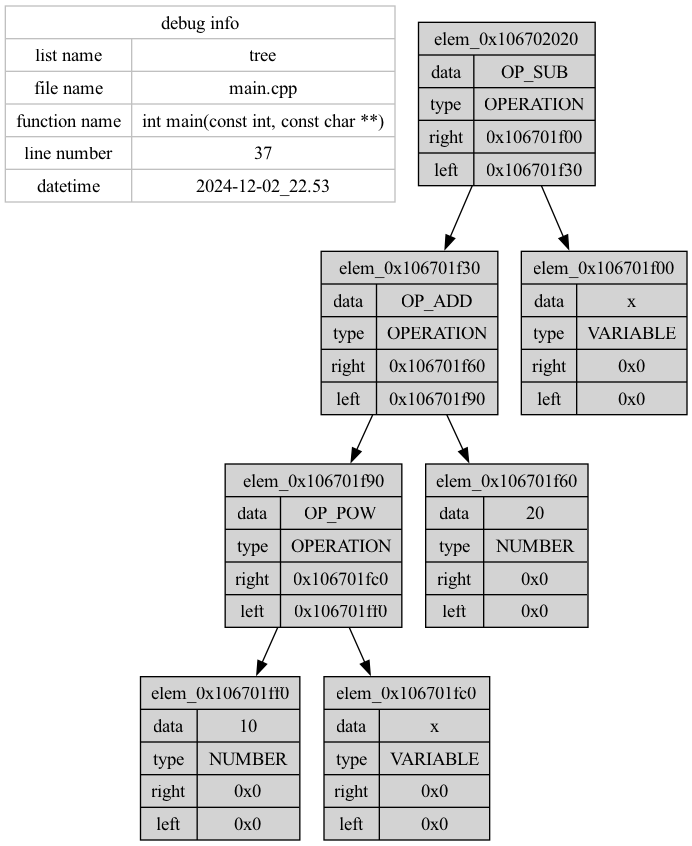 debug info
list name tree
file name main.cpp
function name int main(const int, const char **)
line number 37
datetime 2024-12-02_22.53
elem_0x106702020
data OP_SUB
type OPERATION
right 0x106701f00
left 0x106701f30
elem_0x106701f30
data OP_ADD
type OPERATION
right 0x106701f60
left 0x106701f90
elem_0x106701f00
data x
type VARIABLE
right 0x0
left 0x0
elem_0x106701f90
data OP_POW
type OPERATION
right 0x106701fc0
left 0x106701ff0
elem_0x106701f60
data 20
type NUMBER
right 0x0
left 0x0
elem_0x106701ff0
data 10
type NUMBER
right 0x0
left 0x0
elem_0x106701fc0
data x
type VARIABLE
right 0x0
left 0x0